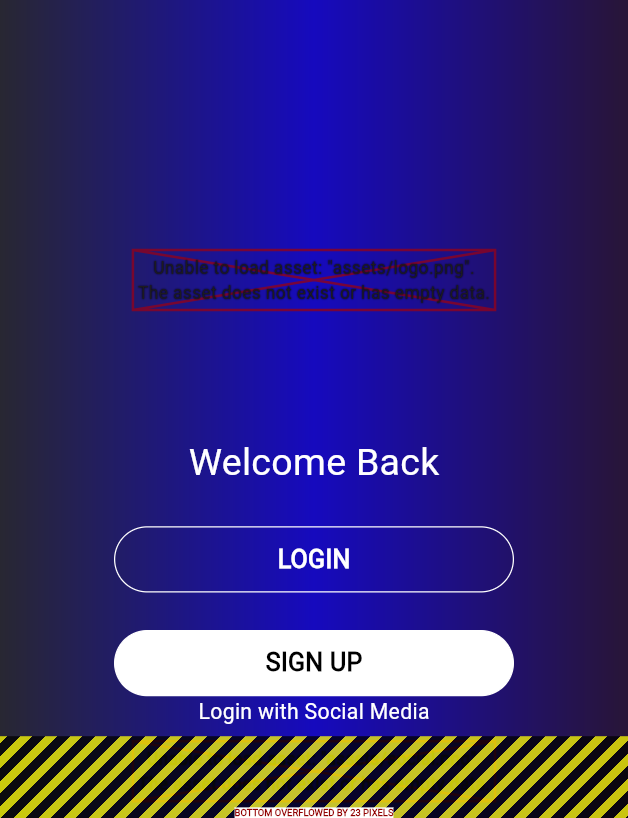 Unable to load asset: "assets/logo.png".
The asset does not exist or has empty data.
Welcome Back
LOGIN
SIGN UP
Login with Social Media
BOTTOM OVERFLOWED BY 23 PIXELS